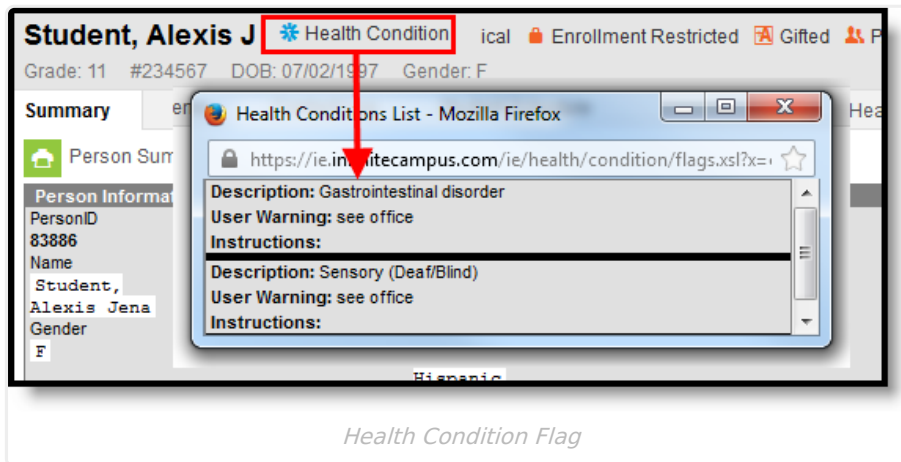 Student, Alexis J Health Condition ical Enrollment Restricted Gifted P
Grade: 11 #234567 DOB: 07/02/1997 Gender: F
Summary
Health Conditions List - Mozilla Firefox
Hea
Person Sum
https://ie.infinitecampus.com/ie/health/condition/flags.xsl?x=
Person Informat
PersonID
83886
Name
Student,
Alexis Jena
Gender
F
Description: Gastrointestinal disorder
User Warning: see office
Instructions:
Description: Sensory (Deaf/Blind)
User Warning: see office
Instructions:
Hispanic
Health Condition Flag